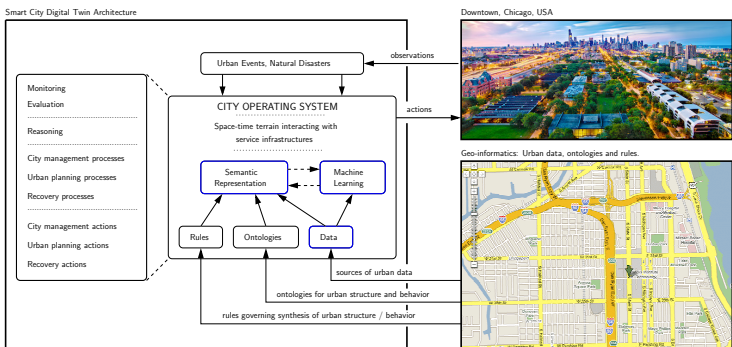 Smart City Digital Twin Architecture
Downtown, Chicago, USA
Urban Events, Natural Disasters
observations
actions
Monitoring
Evaluation
Reasoning
City management processes
Urban planning processes
Recovery processes
City management actions
Urban planning actions
Recovery actions
CITY OPERATING SYSTEM
Space-time terrain interacting with
service infrastructures
Semantic
Representation
Machine
Learning
Rules
Ontologies
Data
sources of urban data
ontologies for urban structure and behavior
rules governing synthesis of urban structure / behavior
Geo-informatics: Urban data, ontologies and rules.